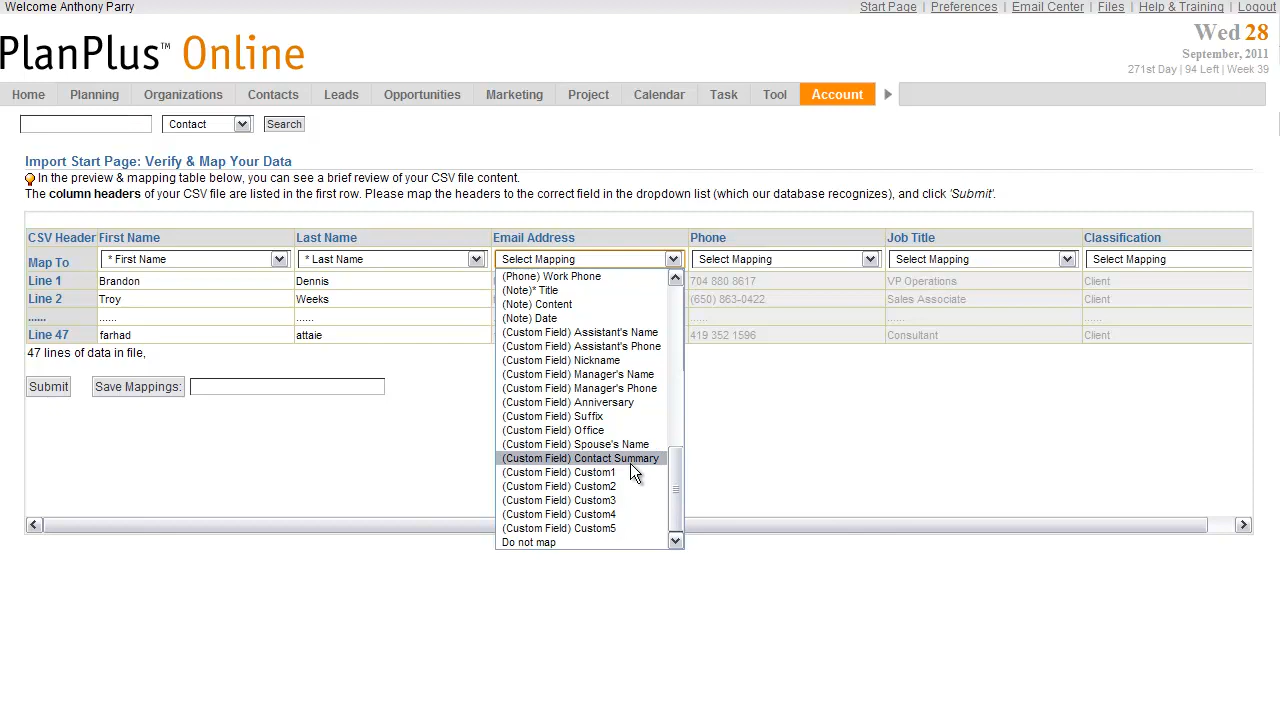 Welcome Anthony Parry
Start Page | Preferences | Email Center | Files | Help & Training | Logout
PlanPlus™ Online
Wed 28
September, 2011
271st Day | 94 Left | Week 39
Home Planning Organizations Contacts Leads Opportunities Marketing Project Calendar Task Tool Account
Contact Search
Import Start Page: Verify & Map Your Data
In the preview & mapping table below, you can see a brief review of your CSV file content.
The column headers of your CSV file are listed in the first row. Please map the headers to the correct field in the dropdown list (which our database recognizes), and click 'Submit'.
CSV Header First Name Last Name Email Address Phone Job Title Classification
Map To * First Name * Last Name Select Mapping Select Mapping Select Mapping Select Mapping
Line 1 Brandon Dennis 704 880 8617 VP Operations Client
Line 2 Troy Weeks (650) 863-0422 Sales Associate Client
...... ...... ...... ...... ...... ......
Line 47 farhad attaie 419 352 1596 Consultant Client
47 lines of data in file,
Submit Save Mappings:
(Phone) Work Phone
(Note)* Title
(Note) Content
(Note) Date
(Custom Field) Assistant's Name
(Custom Field) Assistant's Phone
(Custom Field) Nickname
(Custom Field) Manager's Name
(Custom Field) Manager's Phone
(Custom Field) Anniversary
(Custom Field) Suffix
(Custom Field) Office
(Custom Field) Spouse's Name
(Custom Field) Contact Summary
(Custom Field) Custom1
(Custom Field) Custom2
(Custom Field) Custom3
(Custom Field) Custom4
(Custom Field) Custom5
Do not map